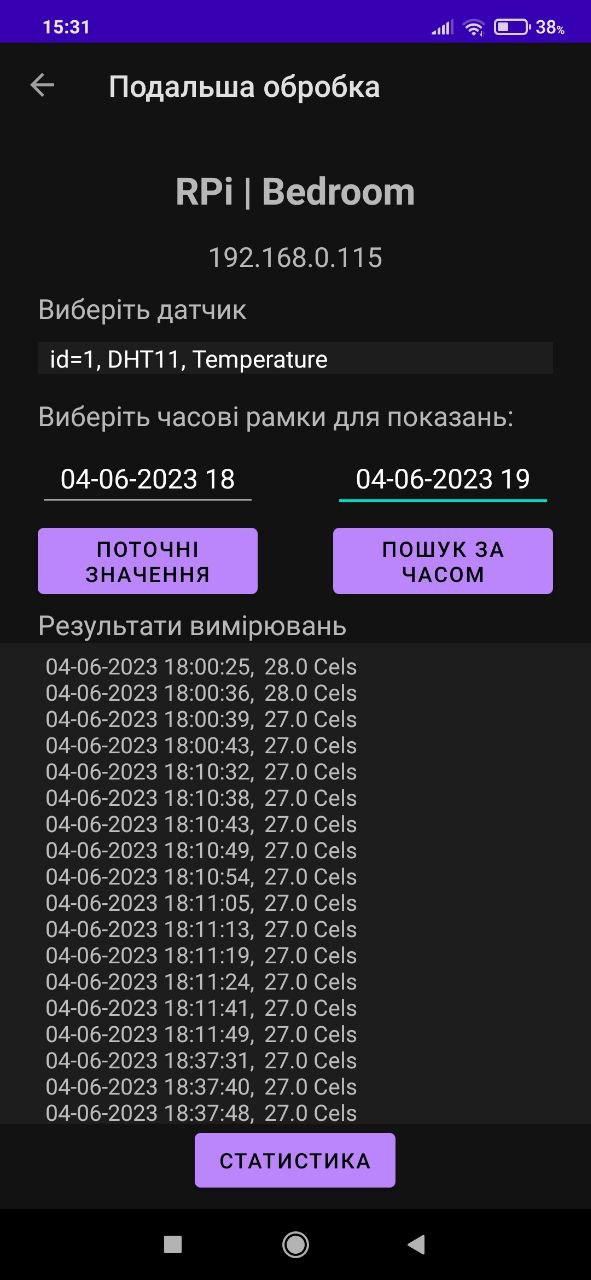 15:31
38%
Подальша обробка
RPi | Bedroom
192.168.0.115
Виберіть датчик
id=1, DHT11, Temperature
Виберіть часові рамки для показань:
04-06-2023 18
04-06-2023 19
ПОТОЧНІ
ЗНАЧЕННЯ
ПОШУК ЗА
ЧАСОМ
Результати вимірювань
04-06-2023 18:00:25, 28.0 Cels
04-06-2023 18:00:36, 28.0 Cels
04-06-2023 18:00:39, 27.0 Cels
04-06-2023 18:00:43, 27.0 Cels
04-06-2023 18:10:32, 27.0 Cels
04-06-2023 18:10:38, 27.0 Cels
04-06-2023 18:10:43, 27.0 Cels
04-06-2023 18:10:49, 27.0 Cels
04-06-2023 18:10:54, 27.0 Cels
04-06-2023 18:11:05, 27.0 Cels
04-06-2023 18:11:13, 27.0 Cels
04-06-2023 18:11:19, 27.0 Cels
04-06-2023 18:11:24, 27.0 Cels
04-06-2023 18:11:41, 27.0 Cels
04-06-2023 18:11:49, 27.0 Cels
04-06-2023 18:37:31, 27.0 Cels
04-06-2023 18:37:40, 27.0 Cels
04-06-2023 18:37:48, 27.0 Cels
СТАТИСТИКА